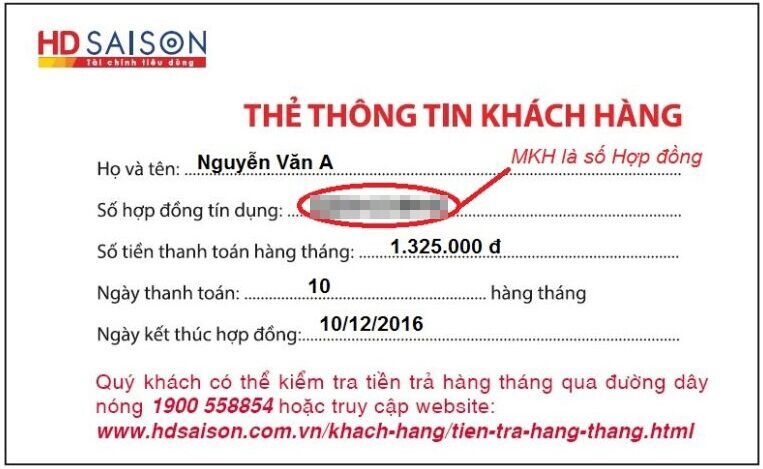 HD SAISON
Tài chính tiêu dùng
THẺ THÔNG TIN KHÁCH HÀNG
Họ và tên: Nguyễn Văn A
MKH là số Hợp đồng
Số hợp đồng tín dụng:
Số tiền thanh toán hàng tháng: 1.325.000 đ
Ngày thanh toán: 10 hàng tháng
Ngày kết thúc hợp đồng: 10/12/2016
Quý khách có thể kiểm tra tiền trả hàng tháng qua đường dây
nóng 1900 558854 hoặc truy cập website:
www.hdsaison.com.vn/khach-hang/tien-tra-hang-thang.html